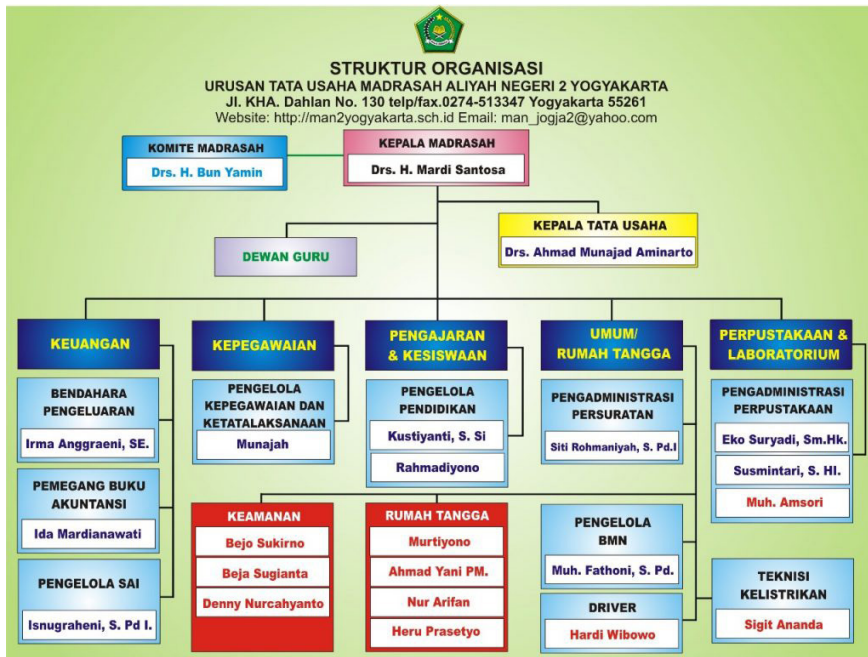 STRUKTUR ORGANISASI
URUSAN TATA USAHA MADRASAH ALIYAH NEGERI 2 YOGYAKARTA
Jl. KHA. Dahlan No. 130 telp/fax.0274-513347 Yogyakarta 55261
Website: http://man2yogyakarta.sch.id Email: man_jogja2@yahoo.com
KOMITE MADRASAH
Drs. H. Bun Yamin
KEPALA MADRASAH
Drs. H. Mardi Santosa
DEWAN GURU
KEPALA TATA USAHA
Drs. Ahmad Munajad Aminarto
KEUANGAN
BENDAHARA
PENGELUARAN
Irma Anggraeni, SE.
PEMEGANG BUKU
AKUNTANSI
Ida Mardianawati
PENGELOLA SAI
Isnugraheni, S. Pd I.
KEPEGAWAIAN
PENGELOLA
KEPEGAWAIAN DAN
KETATALAKSANAAN
Munajah
PENGAJARAN
& KESISWAAN
PENGELOLA
PENDIDIKAN
Kustiyanti, S. Si
Rahmadiyono
UMUM/
RUMAH TANGGA
PENGADMINISTRASI
PERSURATAN
Siti Rohmaniyah, S. Pd.I
KEAMANAN
Bejo Sukirno
Beja Sugianta
Denny Nurcahyanto
RUMAH TANGGA
Murtiyono
Ahmad Yani PM.
Nur Arifan
Heru Prasetyo
PENGELOLA
BMN
Muh. Fathoni, S. Pd.
DRIVER
Hardi Wibowo
TEKNISI
KELISTRIKAN
Sigit Ananda
PERPUSTAKAAN &
LABORATORIUM
PENGADMINISTRASI
PERPUSTAKAAN
Eko Suryadi, Sm.Hk.
Susmintari, S. HI.
Muh. Amsori